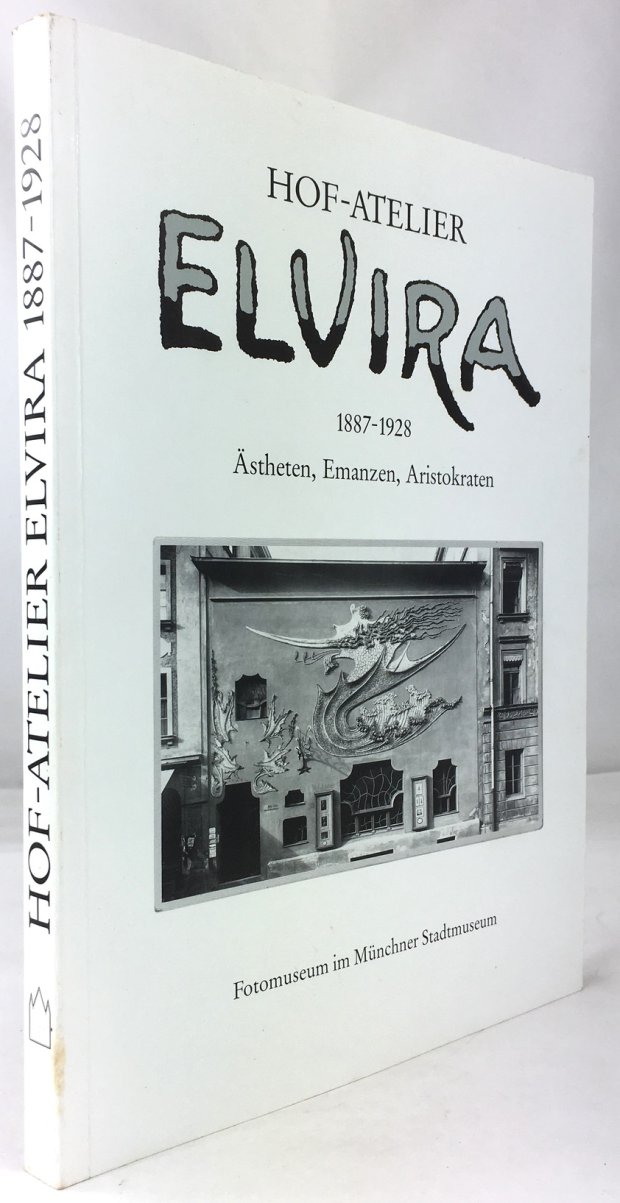 HOF-ATELIER ELVIRA 1887-1928
HOF-ATELIER
ELVIRA
1887-1928
Ästheten, Emanzen, Aristokraten
Fotomuseum im Münchner Stadtmuseum